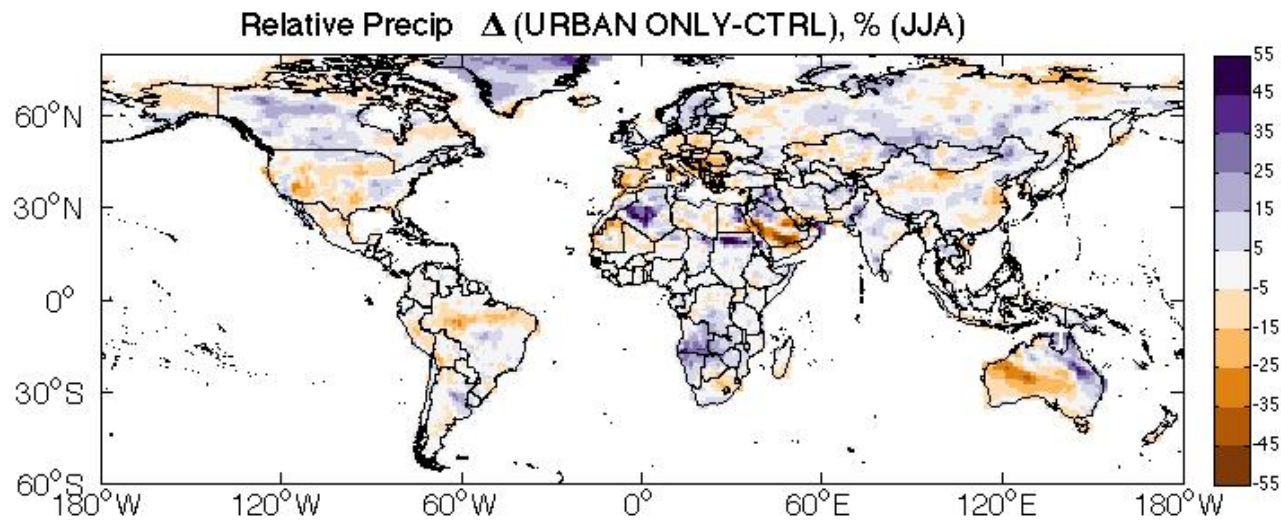 Relative Precip Δ (URBAN ONLY-CTRL), % (JJA)
55
45
35
25
15
5
-5
-15
-25
-35
-45
-55
60°N
30°N
0°
30°S
60°S
180°W
120°W
60°W
0°
60°E
120°E
180°W